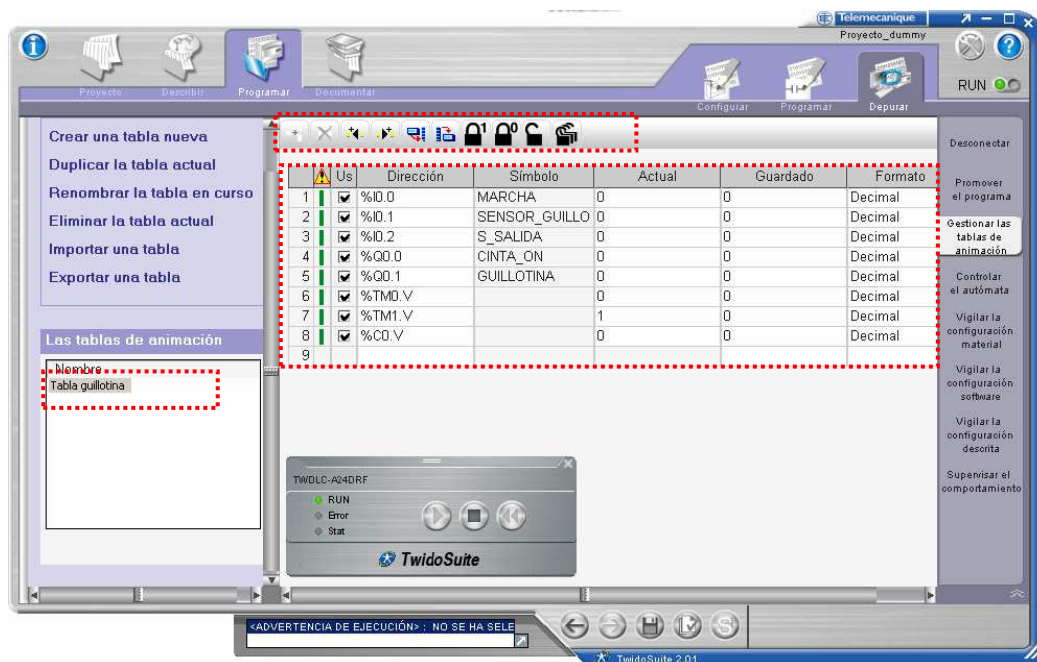 Telemecanique
Proyecto_dummy
RUN
Proyecto
Describir
Programar
Documentar
Configurar
Programar
Depurar
Crear una tabla nueva
Duplicar la tabla actual
Renombrar la tabla en curso
Eliminar la tabla actual
Importar una tabla
Exportar una tabla
Las tablas de animación
Nombre
Tabla guillotina
Us Dirección Símbolo Actual Guardado Formato
1 %I0.0 MARCHA 0 0 Decimal
2 %I0.1 SENSOR_GUILLO 0 0 Decimal
3 %I0.2 S_SALIDA 0 0 Decimal
4 %Q0.0 CINTA_ON 0 0 Decimal
5 %Q0.1 GUILLOTINA 0 0 Decimal
6 %TM0.V 0 0 Decimal
7 %TM1.V 1 0 Decimal
8 %C0.V 0 0 Decimal
9
Desconectar
Promover
el programa
Gestionar las
tablas de
animación
Controlar
el autómata
Vigilar la
configuración
material
Vigilar la
configuración
software
Vigilar la
configuración
descrita
Supervisar el
comportamiento
TWDLC-A24DRF
RUN
Error
Stat
TwidoSuite
<ADVERTENCIA DE EJECUCIÓN> : NO SE HA SELE
TwidoSuite 2.01